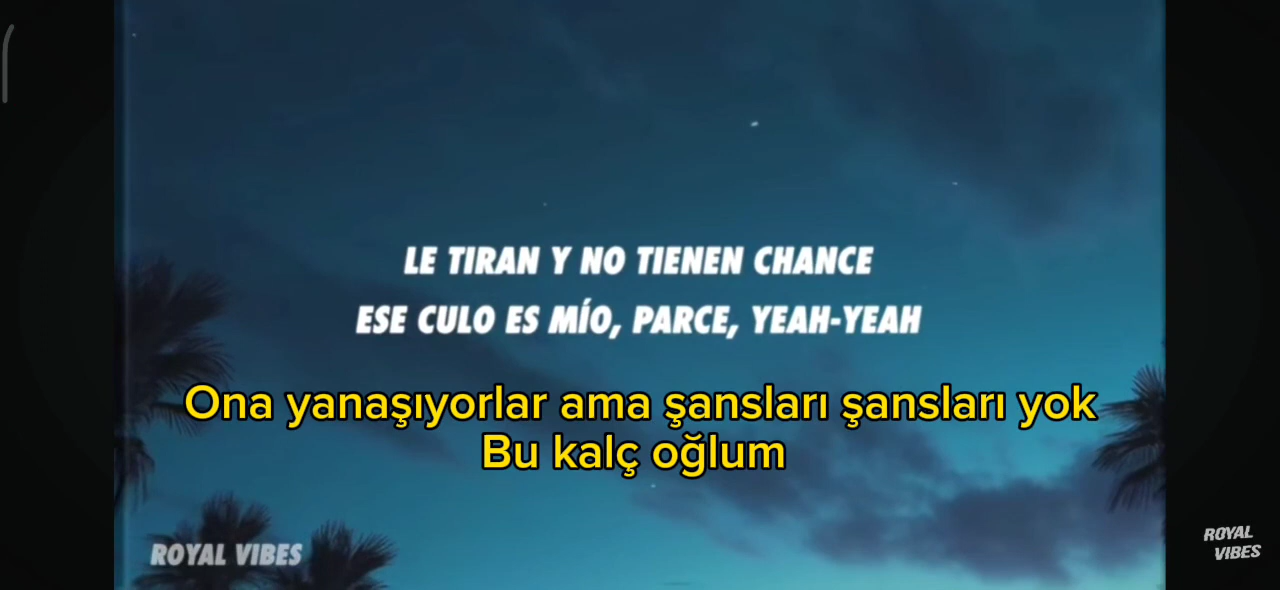 LE TIRAN Y NO TIENEN CHANCE
ESE CULO ES MÍO, PARCE, YEAH-YEAH
Ona yanaşıyorlar ama şansları şansları yok
Bu kalç oğlum
ROYAL VIBES
ROYAL
VIBES